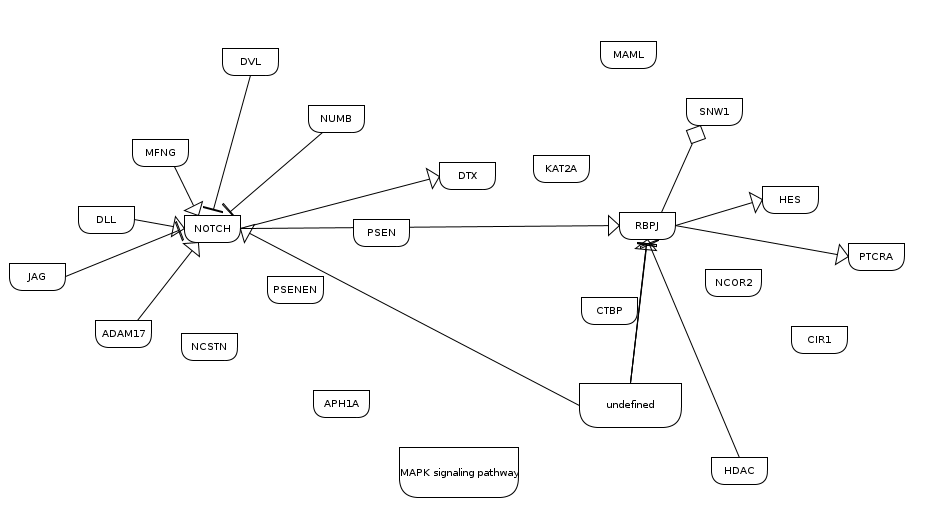 MAML
DVL
SNW1
NUMB
MFNG
KAT2A
DTX
HES
DLL
NOTCH
RBPJ
PSEN
PTCRA
JAG
NCOR2
PSENEN
CTBP
ADAM17
CIR1
NCSTN
APH1A
undefined
HDAC
MAPK signaling pathway